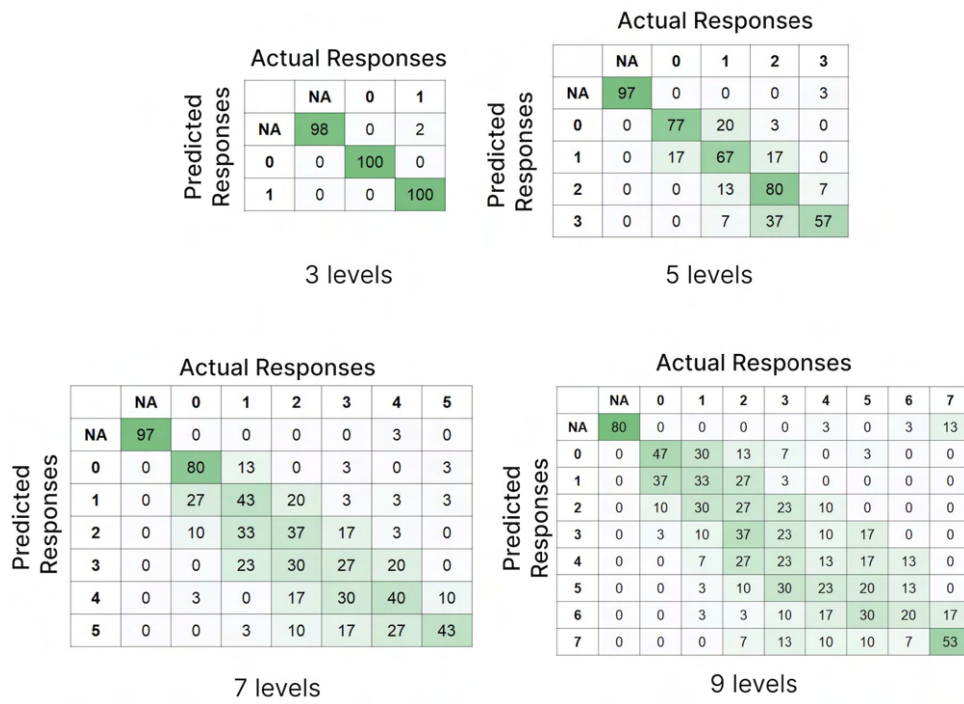 Actual Responses
Predicted
Responses
NA 0 1
NA 98 0 2
0 0 100 0
1 0 0 100
3 levels
Actual Responses
Predicted
Responses
NA 0 1 2 3
NA 97 0 0 0 3
0 0 77 20 3 0
1 0 17 67 17 0
2 0 0 13 80 7
3 0 0 7 37 57
5 levels
Actual Responses
Predicted
Responses
NA 0 1 2 3 4 5
NA 97 0 0 0 0 3 0
0 0 80 13 0 3 0 3
1 0 27 43 20 3 3 3
2 0 10 33 37 17 3 0
3 0 0 23 30 27 20 0
4 0 3 0 17 30 40 10
5 0 0 3 10 17 27 43
7 levels
Actual Responses
Predicted
Responses
NA 0 1 2 3 4 5 6 7
NA 80 0 0 0 0 3 0 3 13
0 0 47 30 13 7 0 3 0 0
1 0 37 33 27 3 0 0 0 0
2 0 10 30 27 23 10 0 0 0
3 0 3 10 37 23 10 17 0 0
4 0 0 7 27 23 13 17 13 0
5 0 0 3 10 30 23 20 13 0
6 0 0 3 3 10 17 30 20 17
7 0 0 0 7 13 10 10 7 53
9 levels